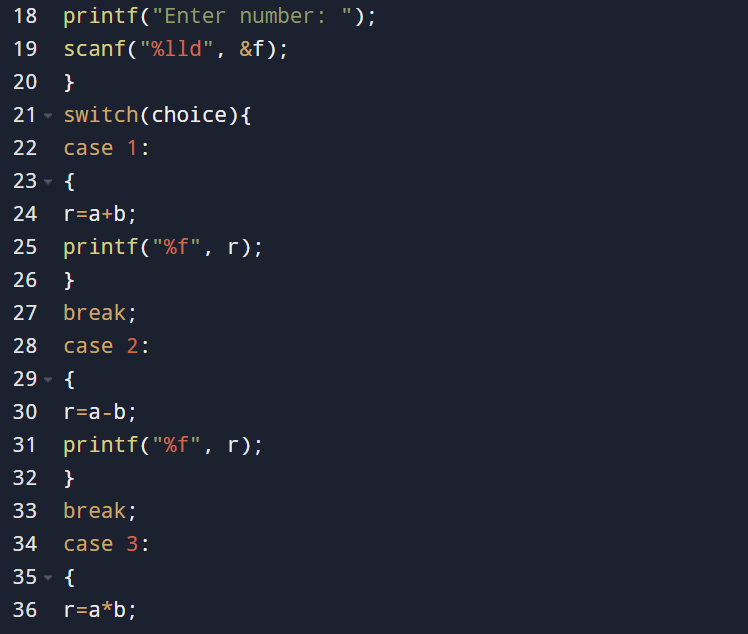 18 printf("Enter number: ");
19 scanf("%lld", &f);
20 }
21 switch(choice){
22 case 1:
23 {
24 r=a+b;
25 printf("%f", r);
26 }
27 break;
28 case 2:
29 {
30 r=a-b;
31 printf("%f", r);
32 }
33 break;
34 case 3:
35 {
36 r=a*b;